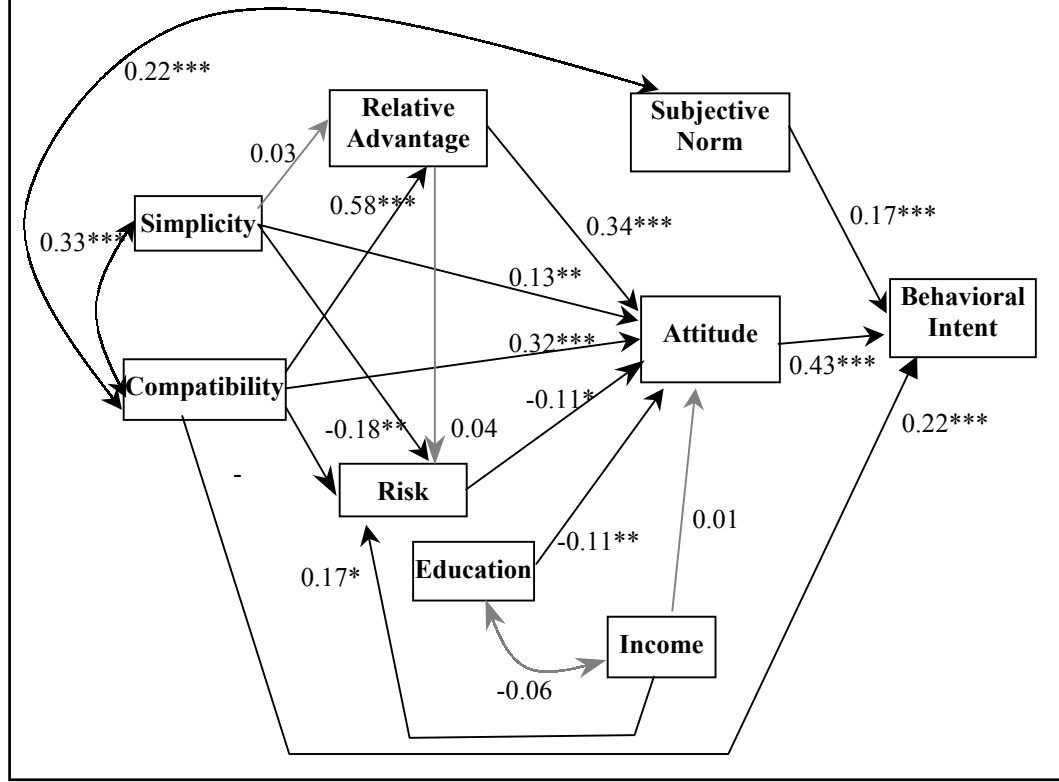 0.22***
Relative
Advantage
Subjective
Norm
0.03
0.58***
Simplicity
0.33***
0.34***
0.17***
0.13**
Behavioral
Intent
Attitude
0.32***
0.43***
Compatibility
-0.11*
-0.18**
0.04
0.22***
-
Risk
0.01
-0.11**
Education
0.17*
Income
-0.06